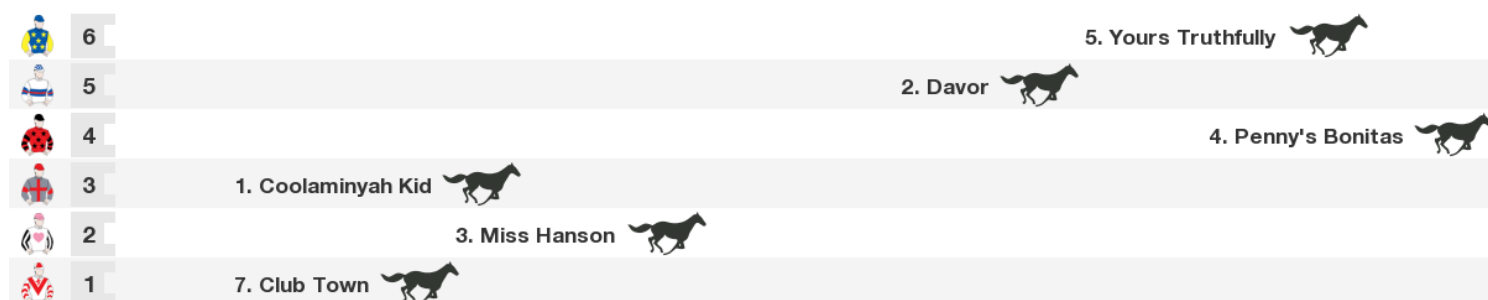 6 5. Yours Truthfully
5 2. Davor
4 4. Penny's Bonitas
3 1. Coolaminyah Kid
2 3. Miss Hanson
1 7. Club Town